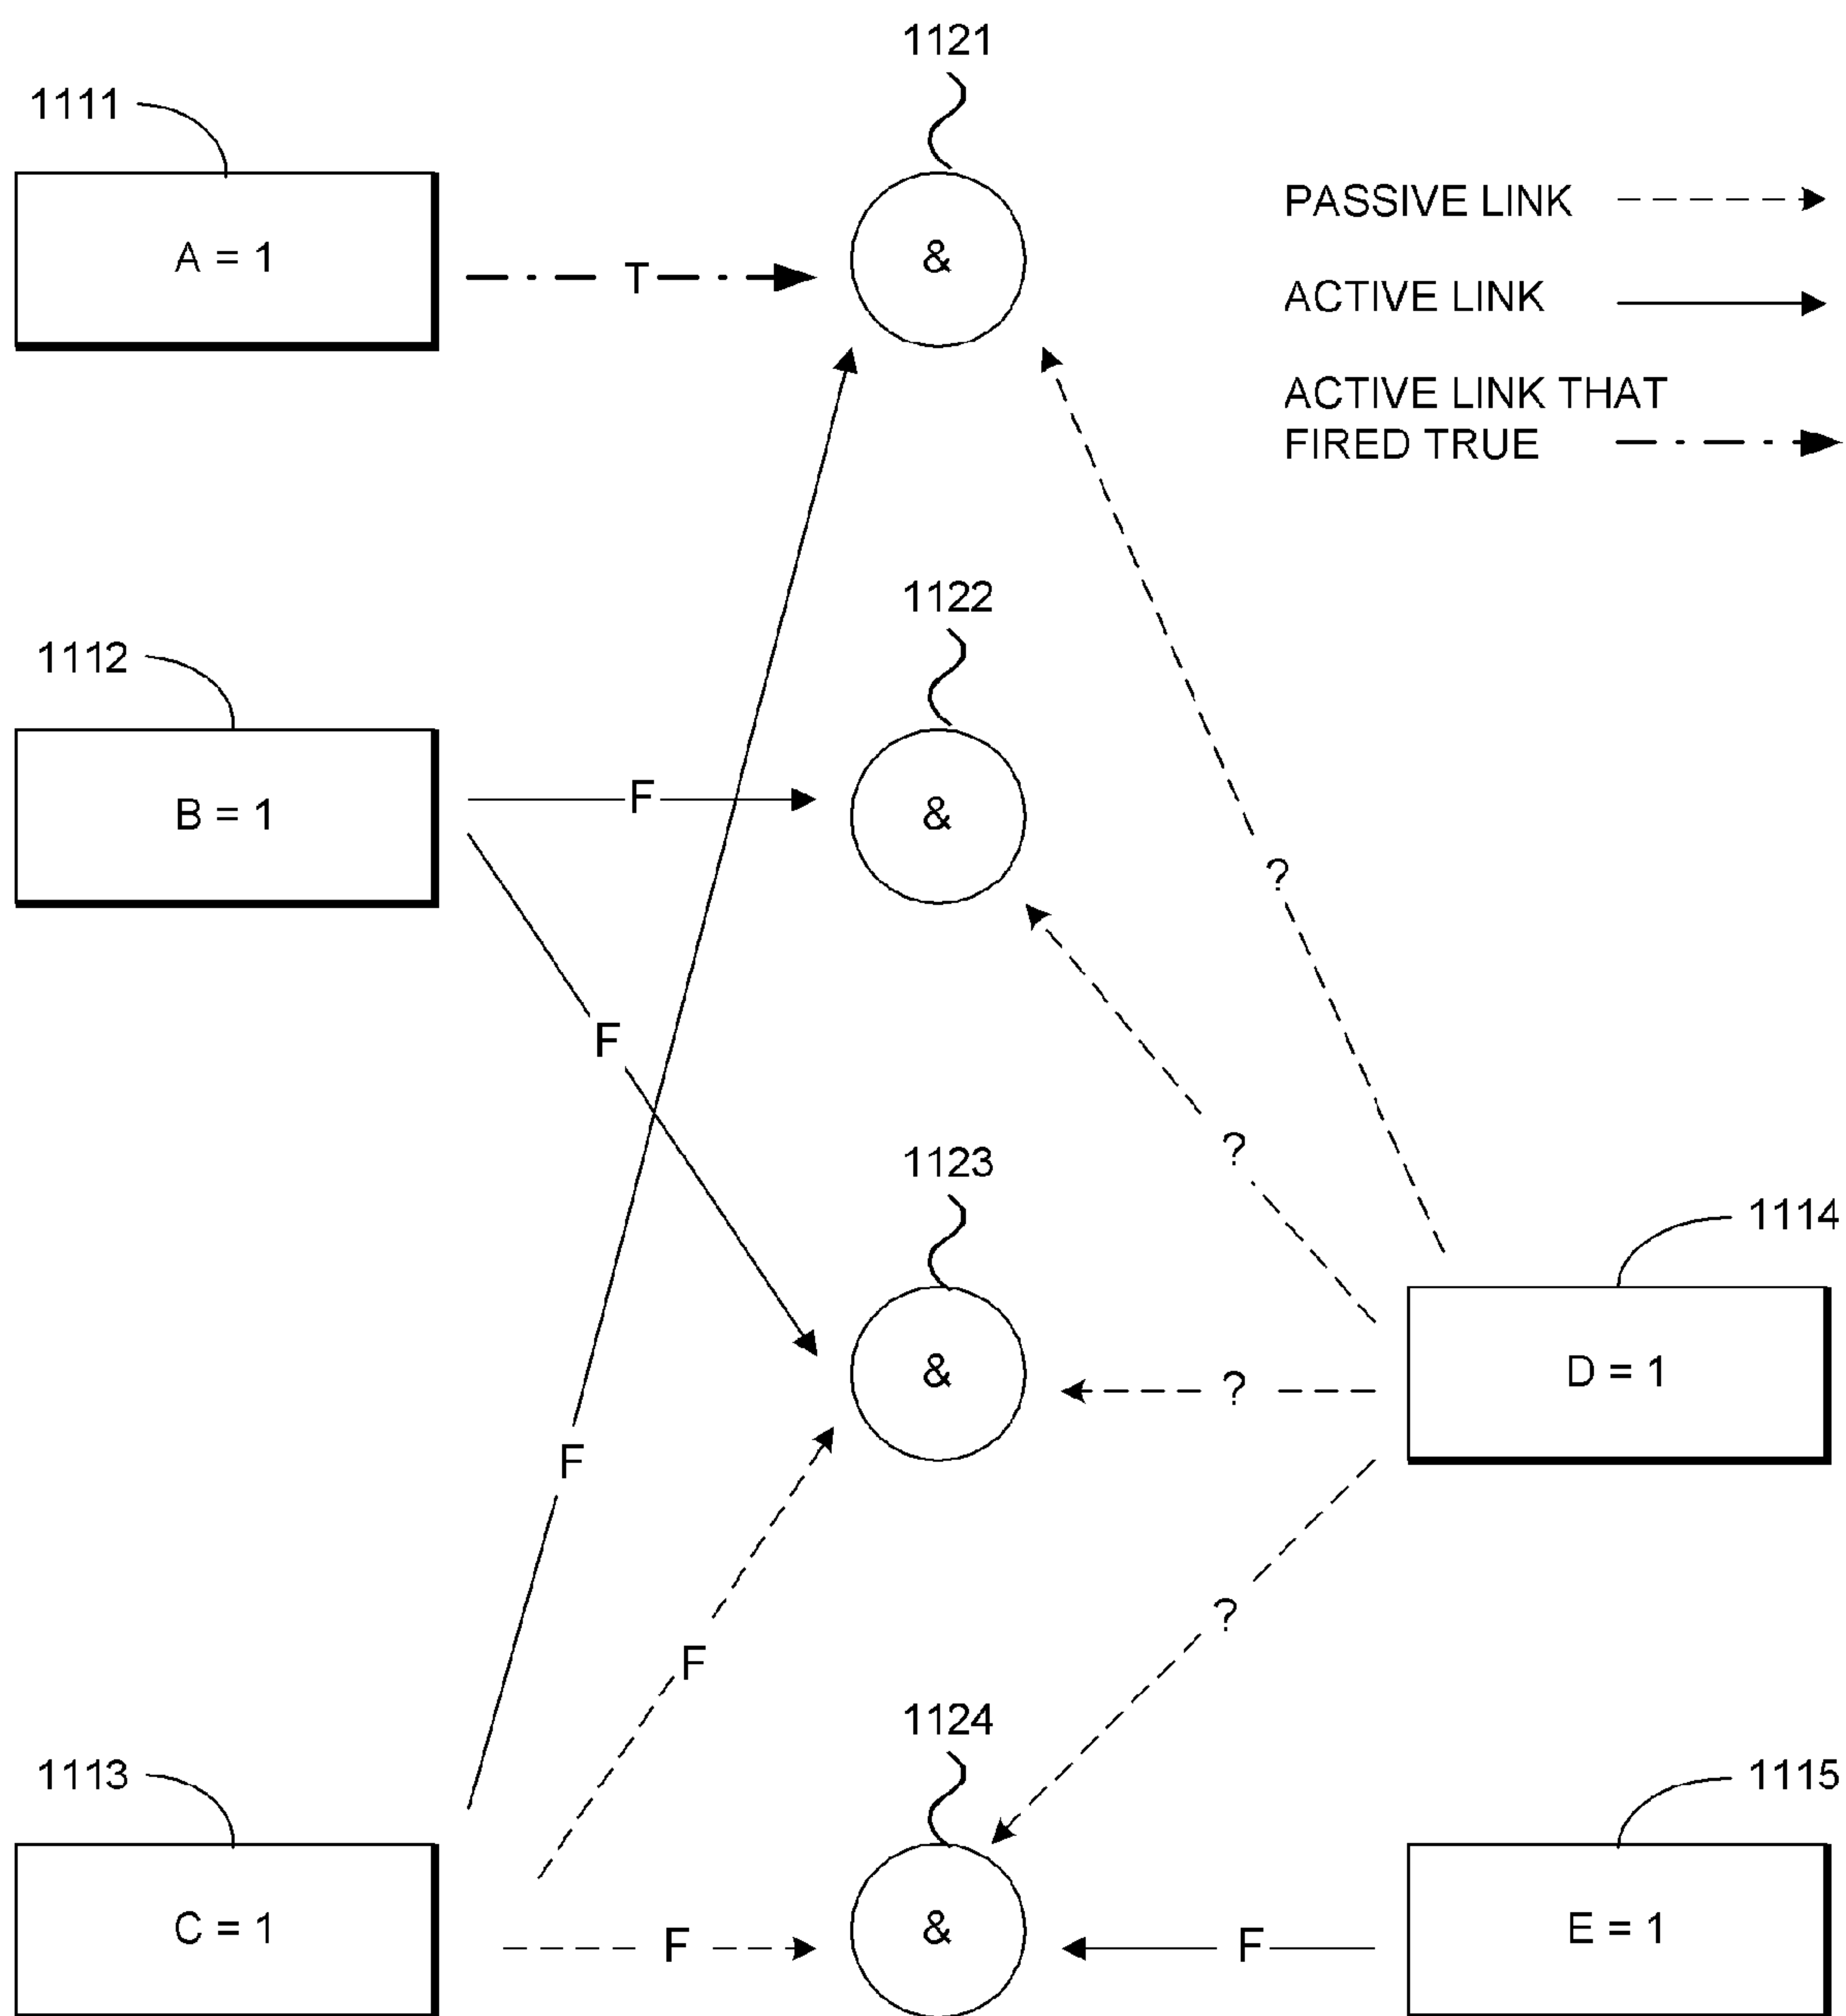 1121
1111
A = 1
T
&
PASSIVE LINK
ACTIVE LINK
ACTIVE LINK THAT
FIRED TRUE
1122
1112
B = 1
F
&
?
F
1123
?
1114
&
?
D = 1
F
F
?
1124
1113
1115
C = 1
F
&
F
E = 1